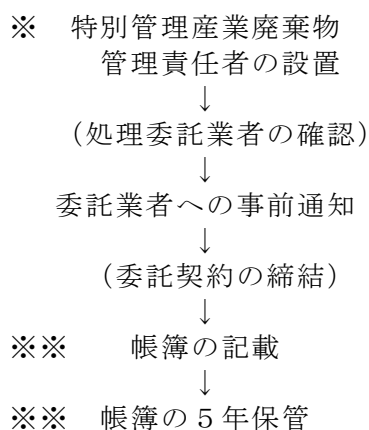 ※ 特別管理産業廃棄物
管理責任者の設置
↓
(処理委託業者の確認)
↓
委託業者への事前通知
↓
(委託契約の締結)
↓
※※ 帳簿の記載
↓
※※ 帳簿の5年保管